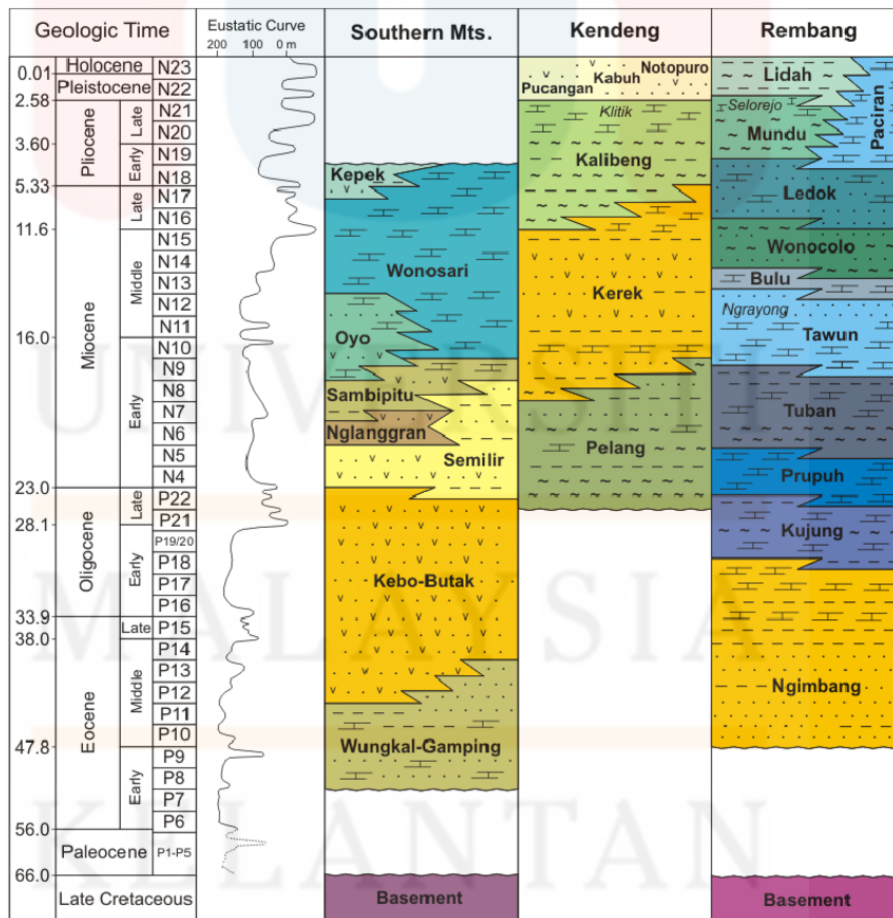 Geologic Time
Eustatic Curve
200 100 0 m
Southern Mts.
Kendeng
Rembang
Holocene
Pleistocene
Pliocene
Late
Early
Miocene
Late
Middle
Early
Oligocene
Late
Early
Eocene
Late
Middle
Early
Paleocene
Late Cretaceous
0.01
2.58
3.60
5.33
11.6
16.0
23.0
28.1
33.9
38.0
47.8
56.0
66.0
N23
N22
N21
N20
N19
N18
N17
N16
N15
N14
N13
N12
N11
N10
N9
N8
N7
N6
N5
N4
P22
P21
P19/20
P18
P17
P16
P15
P14
P13
P12
P11
P10
P9
P8
P7
P6
P1-P5
Kepek
Wonosari
Oyo
Sambipitu
Nglanggran
Semilir
Kebo-Butak
Wungkal-Gamping
Basement
Notopuro
Kabuh
Pucangan
Klitik
Kalibeng
Kerek
Pelang
Lidah
Selorejo
Mundu
Paciran
Ledok
Wonocolo
Bulu
Ngrayong
Tawun
Tuban
Prupuh
Kujung
Ngimbang
Basement
UNIVERSITI
MALAYSIA
KELANTAN